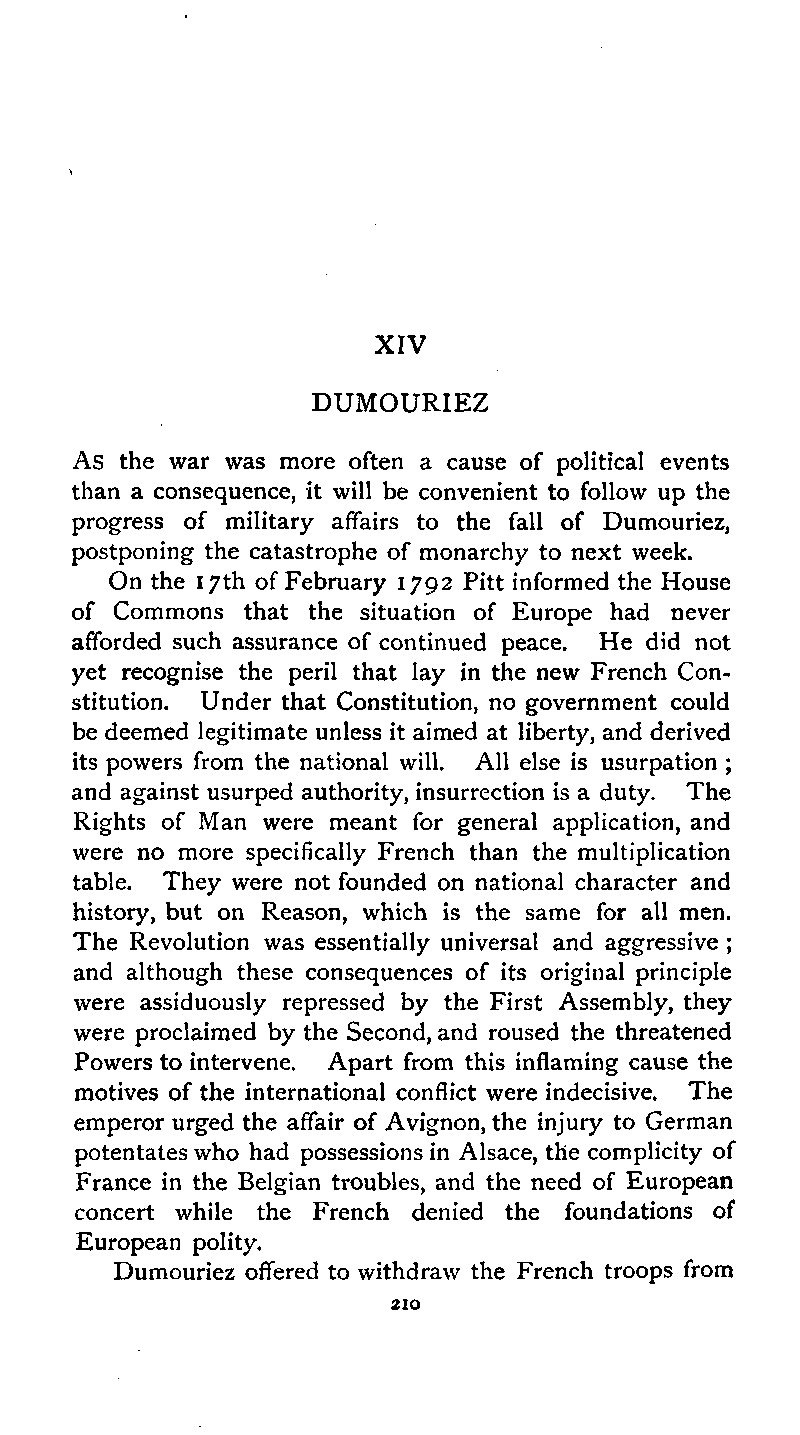 XIV
DUMOURIEZ
As the war was more often a cause of political events
than a consequence, it will be convenient to follow up the
progress of military affairs to the fall of Dumouriez,
postponing the catastrophe of monarchy to next week.
On the 17th of February 1792 Pitt informed the House
of Commons that the situation of Europe had never
afforded such assurance of continued peace. He did not
yet recognise the peril that lay in the new French Con-
stitution. Under that Constitution, no government could
be deemed legitimate unless it aimed at liberty, and derived
its powers from the national will. All else is usurpation ;
and against usurped authority, insurrection is a duty. The
Rights of Man were meant for general application, and
were no more specifically French than the multiplication
table. They were not founded on national character and
history, but on Reason, which is the same for all men.
The Revolution was essentially universal and aggressive ;
and although these consequences of its original principle
were assiduously repressed by the First Assembly, they
were proclaimed by the Second, and roused the threatened
Powers to intervene. Apart from this inflaming cause the
motives of the international conflict were indecisive. The
emperor urged the affair of Avignon, the injury to German
potentates who had possessions in Alsace, the complicity of
France in the Belgian troubles, and the need of European
concert while the French denied the foundations of
European polity.
Dumouriez offered to withdraw the French troops from
210